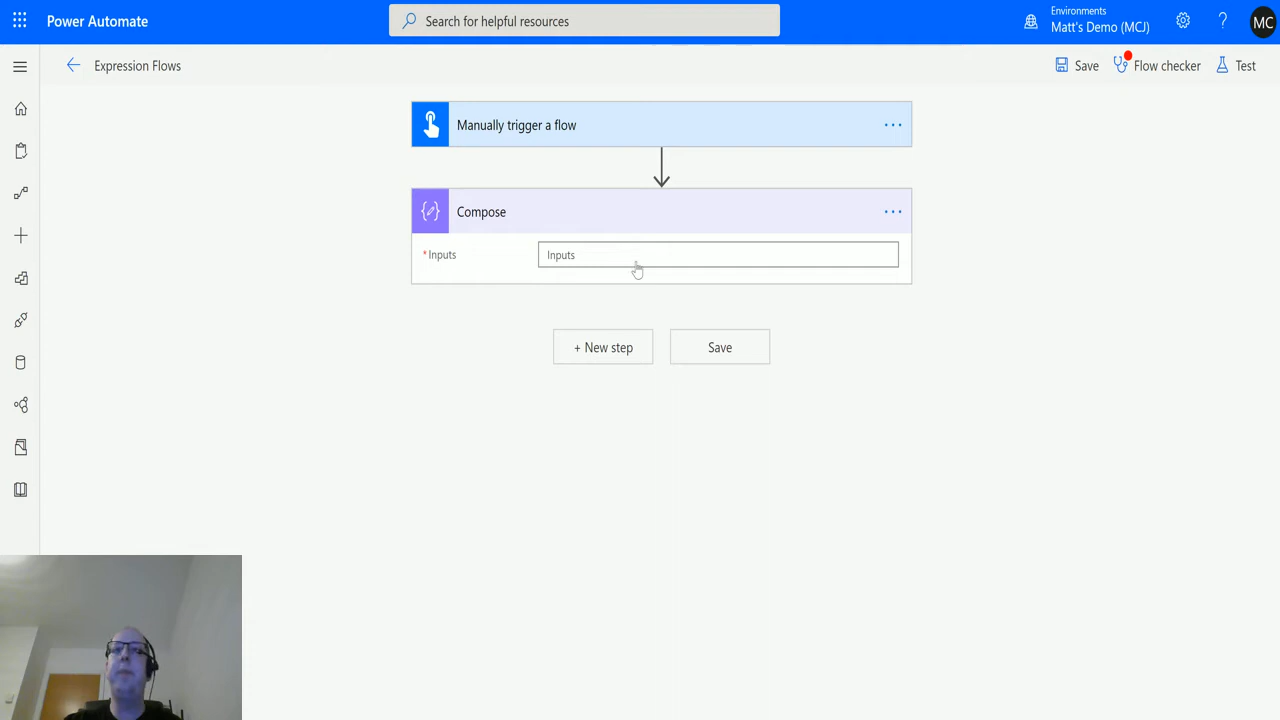 Power Automate
Search for helpful resources
Environments
Matt's Demo (MCJ)
?
MC
Expression Flows
Save
Flow checker
Test
Manually trigger a flow
...
Compose
...
* Inputs
Inputs
+ New step
Save